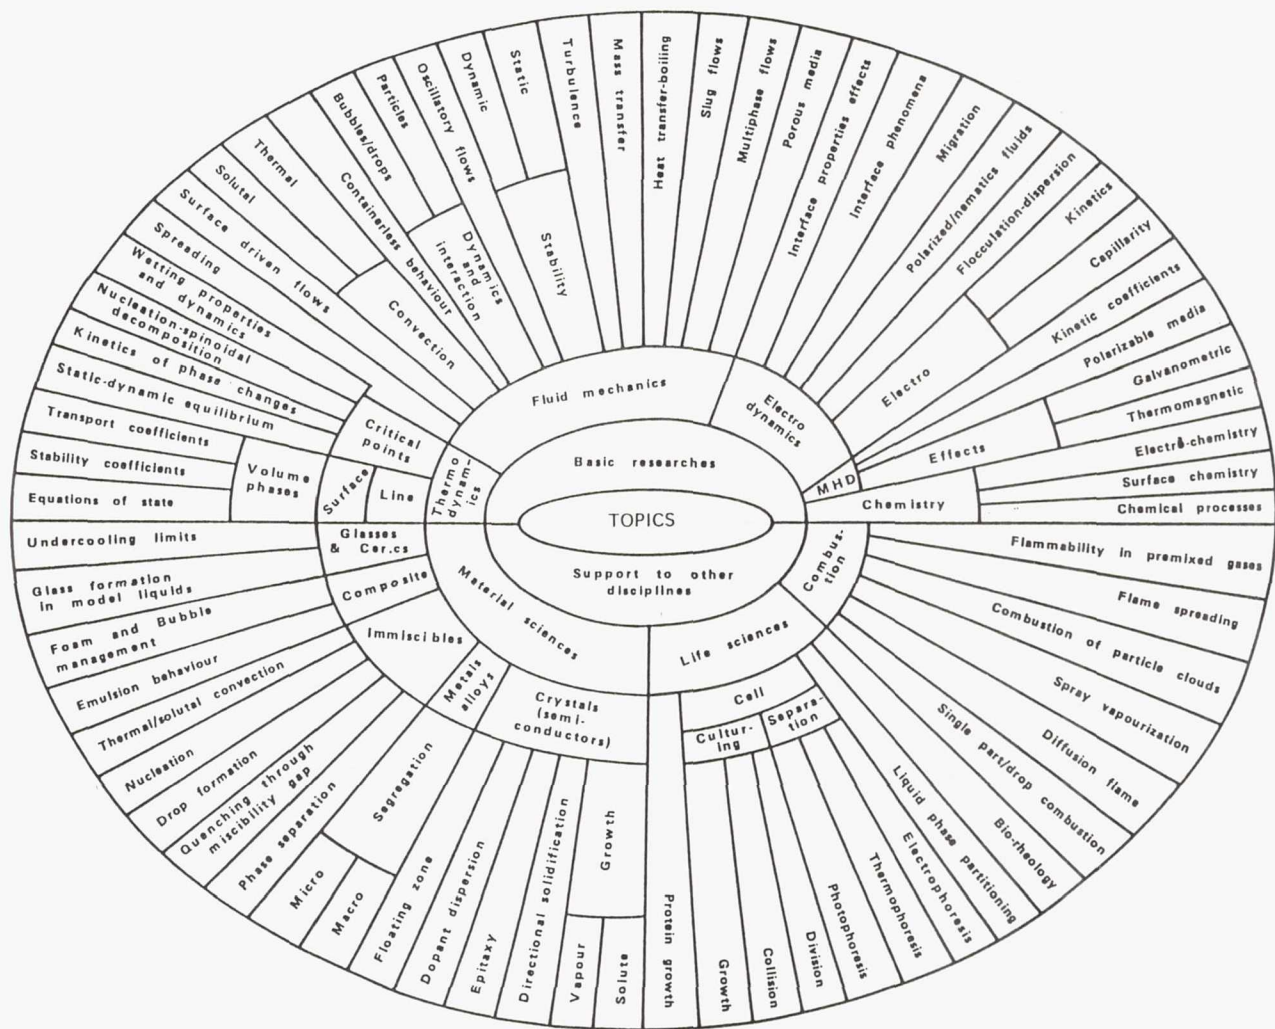 TOPICS
Basic researches
Support to other
disciplines
Fluid mechanics
Electro
dynamics
MHD
Chemistry
Thermo
dynam-
ics
Material sciences
Life sciences
Combus-
tion
Equations of state
Stability coefficients
Transport coefficients
Volume
phases
Surface
Line
Static-dynamic equilibrium
Kinetics of phase changes
Nucleation-spinoidal
decomposition
Critical
points
Wetting properties
and dynamics
Spreading
Surface driven flows
Solutal
Thermal
Convection
Containerless behaviour
Bubbles/drops
Particles
Dynamics
and
interaction
Oscillatory flows
Dynamic
Static
Stability
Turbulence
Mass transfer
Heat transfer-boiling
Slug flows
Multiphase flows
Porous media
Interface properties effects
Interface phenomena
Migration
Polarized/nematics fluids
Flocculation-dispersion
Kinetics
Capillarity
Electro
Kinetic coefficients
Polarizable media
Galvanometric
Thermomagnetic
Effects
Electro-chemistry
Surface chemistry
Chemical processes
Flammability in premixed gases
Flame spreading
Combustion of
particle clouds
Spray vapourization
Diffusion flame
Single part/drop combustion
Bio-rheology
Liquid phase partitioning
Electrophoresis
Thermophoresis
Photophoresis
Division
Collision
Growth
Cell
Cultur-
ing
Separa-
tion
Protein growth
Solute
Vapour
Growth
Directional solidification
Epitaxy
Dopant dispersion
Floating zone
Crystals
(semi-
conductors)
Macro
Micro
Segregation
Metals
alloys
Phase separation
Quenching through
miscibility gap
Drop formation
Nucleation
Thermal/solutal convection
Emulsion behaviour
Immiscibles
Foam and Bubble
management
Composite
Glass formation
in model liquids
Undercooling limits
Glasses
& Cer.cs